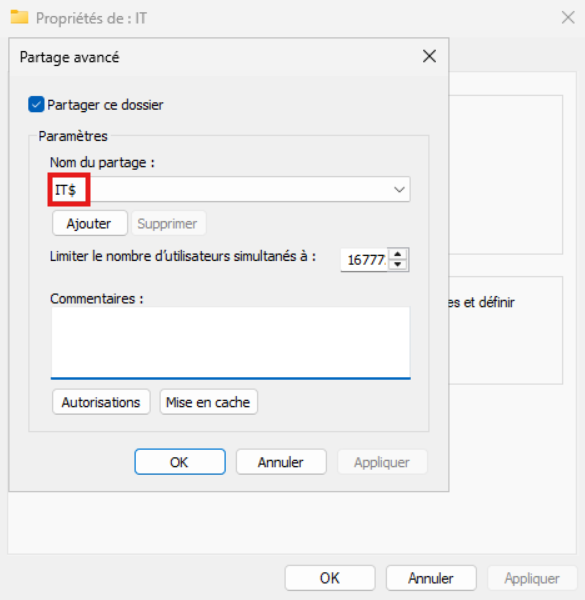 Propriétés de : IT
Partage avancé
Partager ce dossier
Paramètres
Nom du partage :
IT$
Ajouter Supprimer
Limiter le nombre d'utilisateurs simultanés à : 16777
es et définir
Commentaires :
Autorisations Mise en cache
OK Annuler Appliquer
OK Annuler Appliquer